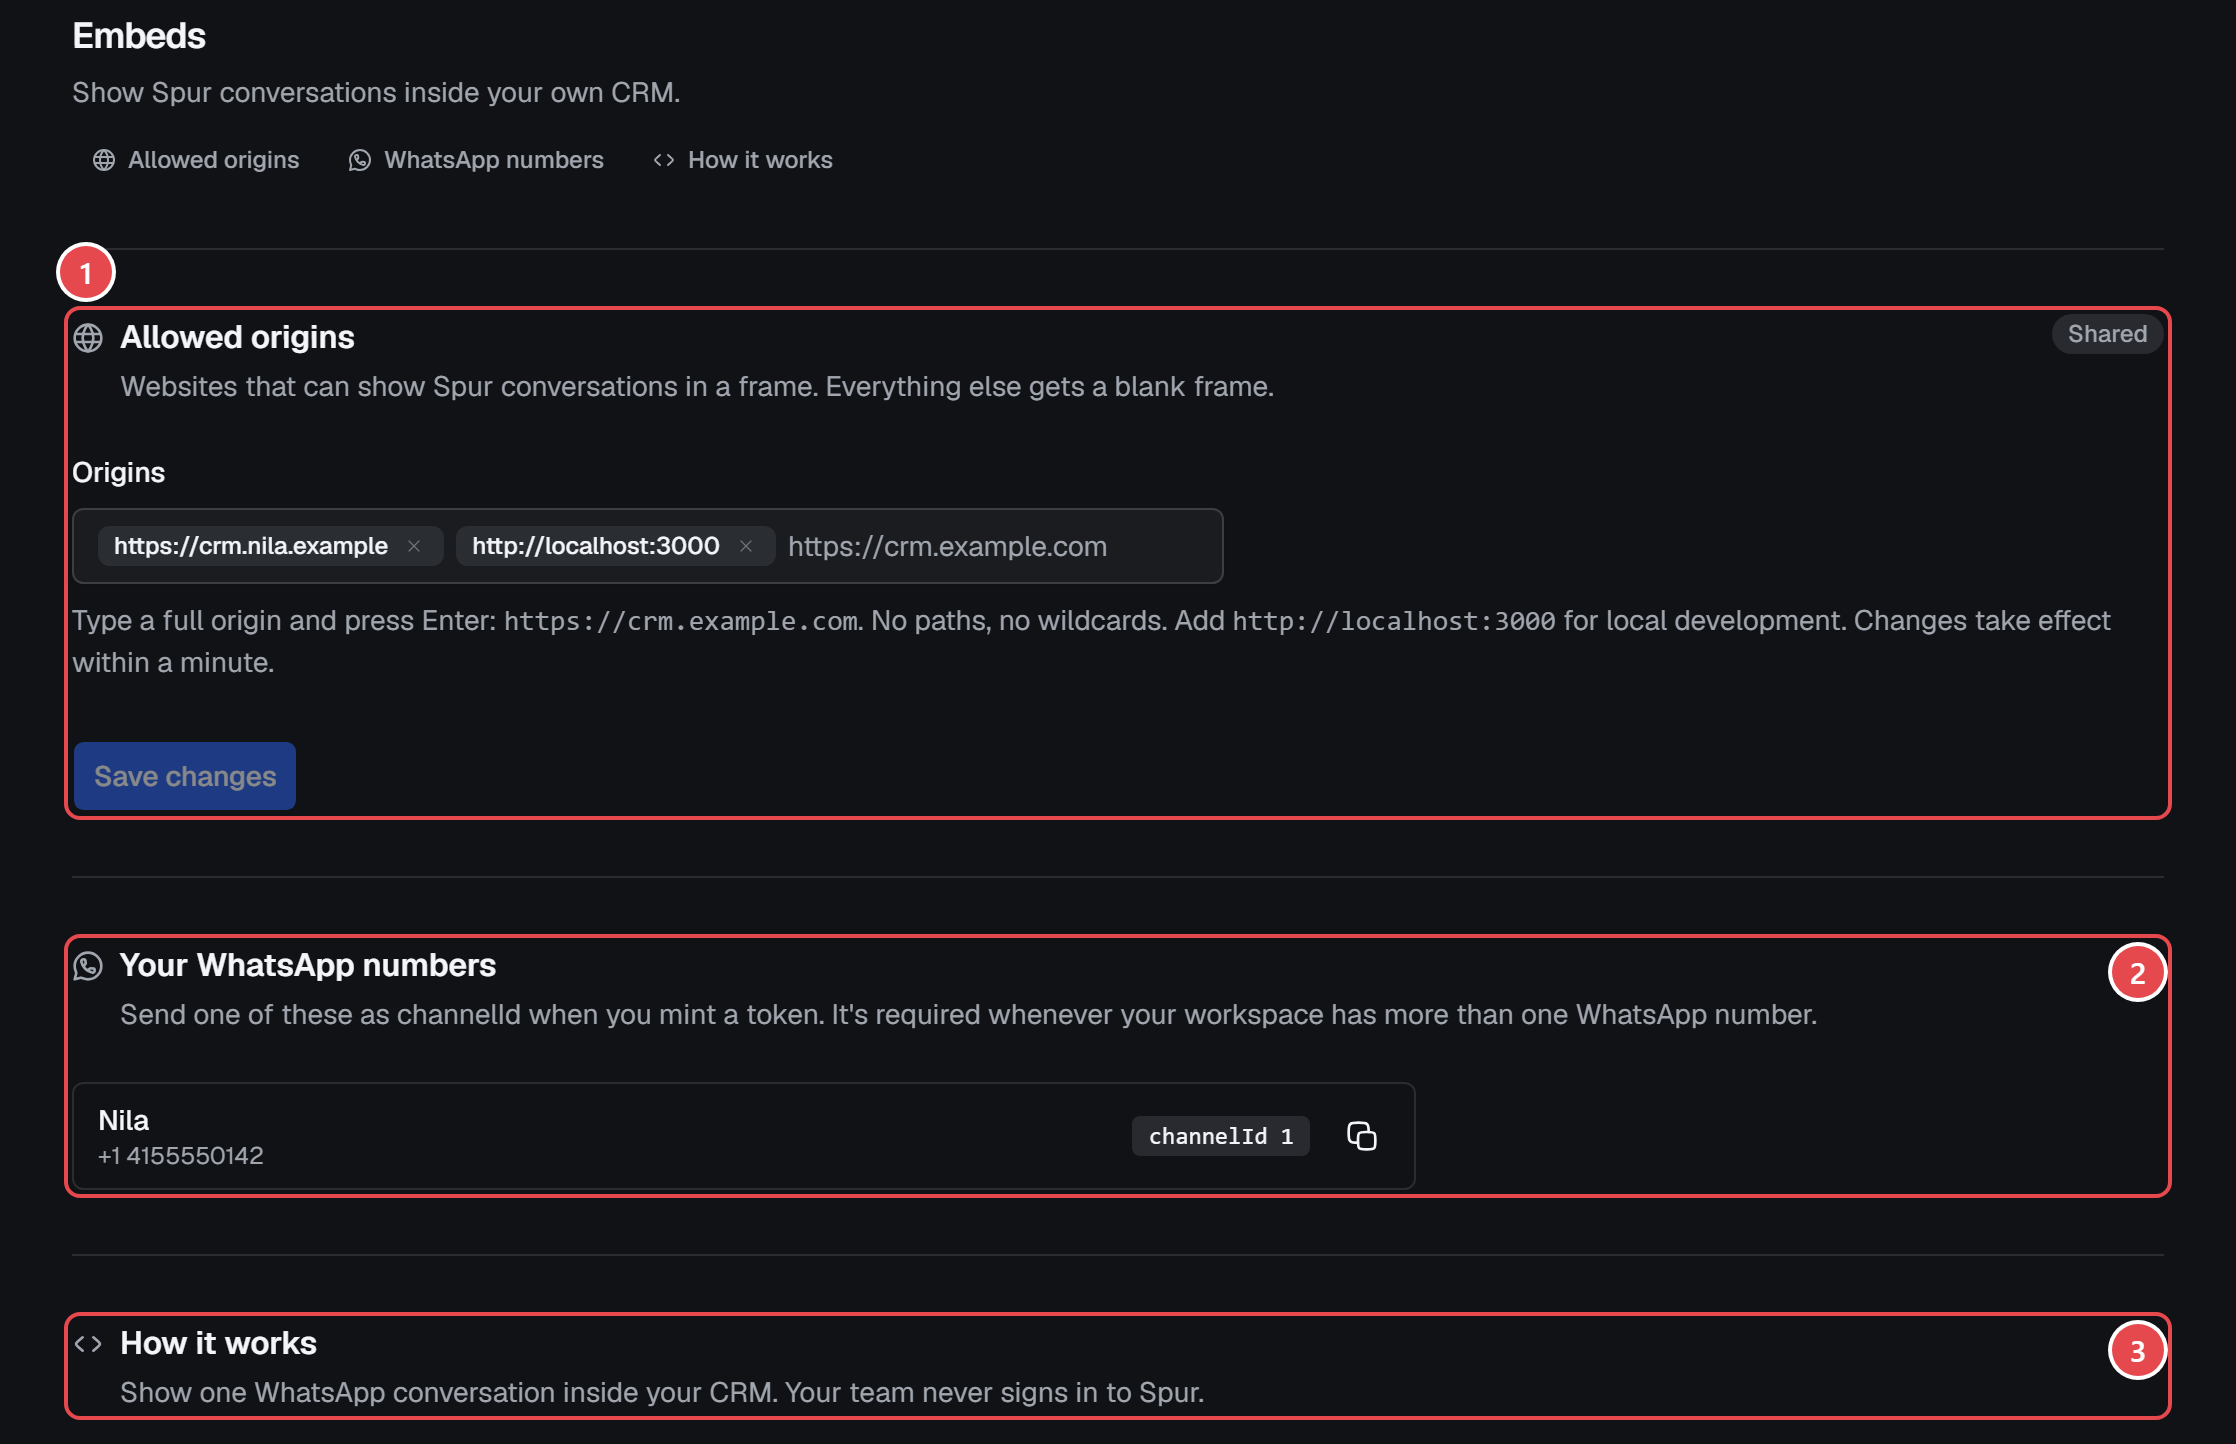 Embeds
Show Spur conversations inside your own CRM.
Allowed origins WhatsApp numbers How it works
1
Allowed origins Shared
Websites that can show Spur conversations in a frame. Everything else gets a blank frame.
Origins
https://crm.nila.example http://localhost:3000 https://crm.example.com
Type a full origin and press Enter: https://crm.example.com. No paths, no wildcards. Add http://localhost:3000 for local development. Changes take effect
within a minute.
Save changes
Your WhatsApp numbers 2
Send one of these as channelId when you mint a token. It's required whenever your workspace has more than one WhatsApp number.
Nila
channelId 1
+1 4155550142
How it works 3
Show one WhatsApp conversation inside your CRM. Your team never signs in to Spur.